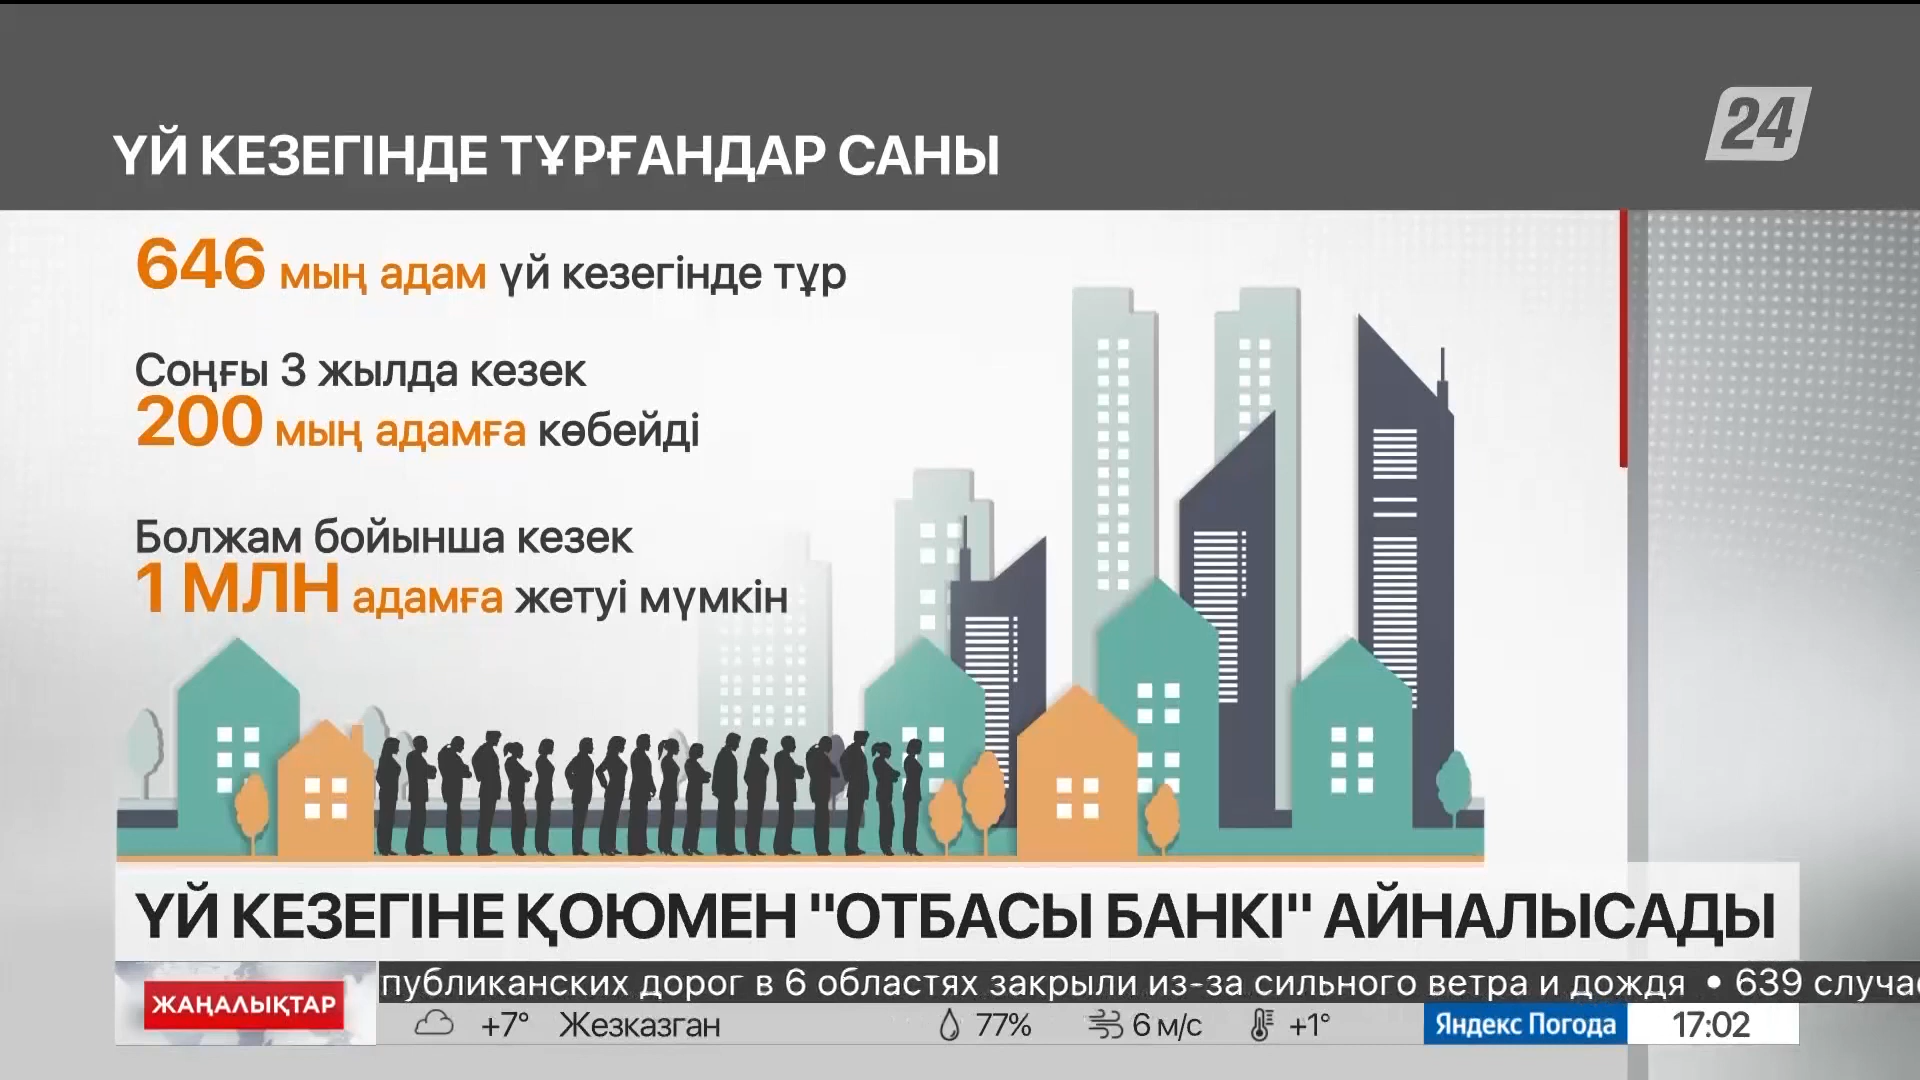 24
ҮЙ КЕЗЕГІНДЕ ТҰРҒАНДАР САНЫ
646 мың адам үй кезегінде тұр
Соңғы 3 жылда кезек
200 мың адамға көбейді
Болжам бойынша кезек
1 МЛН адамға жетуі мүмкін
ҮЙ КЕЗЕГІНЕ ҚОЮМЕН "ОТБАСЫ БАНКІ" АЙНАЛЫСАДЫ
ЖАҢАЛЫҚТАР
публиканских дорог в 6 областях закрыли из-за сильного ветра и дождя • 639 случа
+7° Жезказган 77% 6 м/с +1° Яндекс Погода 17:02